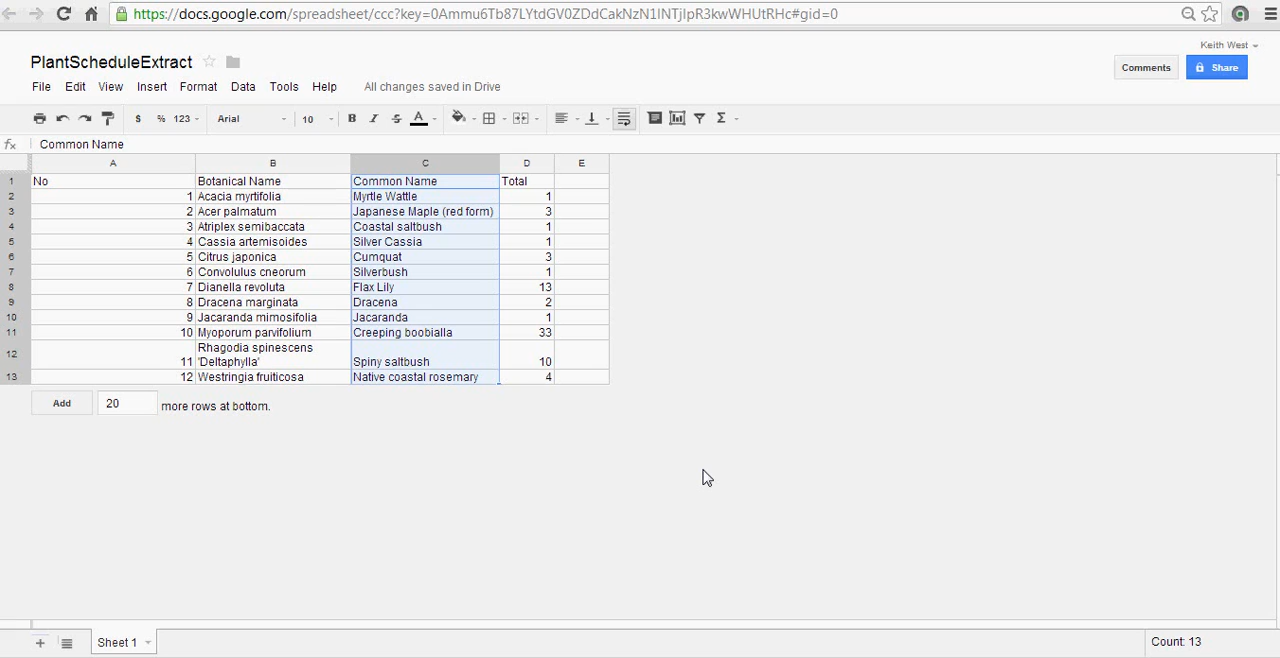 https://docs.google.com/spreadsheet/ccc?key=0Ammu6Tb87LYtdGV0ZDdCakNzN1lNTjlpR3kwWHUtRHc#gid=0
Keith West
PlantScheduleExtract
Comments Share
File Edit View Insert Format Data Tools Help All changes saved in Drive
$ % 123 Arial 10 B I S A Σ
fx Common Name
A B C D E
1 No Botanical Name Common Name Total
2 1 Acacia myrtifolia Myrtle Wattle 1
3 2 Acer palmatum Japanese Maple (red form) 3
4 3 Atriplex semibaccata Coastal saltbush 1
5 4 Cassia artemisoides Silver Cassia 1
6 5 Citrus japonica Cumquat 3
7 6 Convolulus cneorum Silverbush 1
8 7 Dianella revoluta Flax Lily 13
9 8 Dracena marginata Dracena 2
10 9 Jacaranda mimosifolia Jacaranda 1
11 10 Myoporum parvifolium Creeping boobialla 33
12 11 Rhagodia spinescens
'Deltaphylla' Spiny saltbush 10
13 12 Westringia fruiticosa Native coastal rosemary 4
Add 20 more rows at bottom.
+ Sheet 1 Count: 13